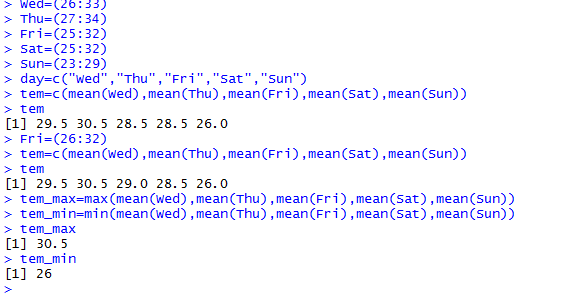 > Wed=(26:33)
> Thu=(27:34)
> Fri=(25:32)
> Sat=(25:32)
> Sun=(23:29)
> day=c("Wed","Thu","Fri","Sat","Sun")
> tem=c(mean(Wed),mean(Thu),mean(Fri),mean(Sat),mean(Sun))
> tem
[1] 29.5 30.5 28.5 28.5 26.0
> Fri=(26:32)
> tem=c(mean(Wed),mean(Thu),mean(Fri),mean(Sat),mean(Sun))
> tem
[1] 29.5 30.5 29.0 28.5 26.0
> tem_max=max(mean(Wed),mean(Thu),mean(Fri),mean(Sat),mean(Sun))
> tem_min=min(mean(Wed),mean(Thu),mean(Fri),mean(Sat),mean(Sun))
> tem_max
[1] 30.5
> tem_min
[1] 26
>